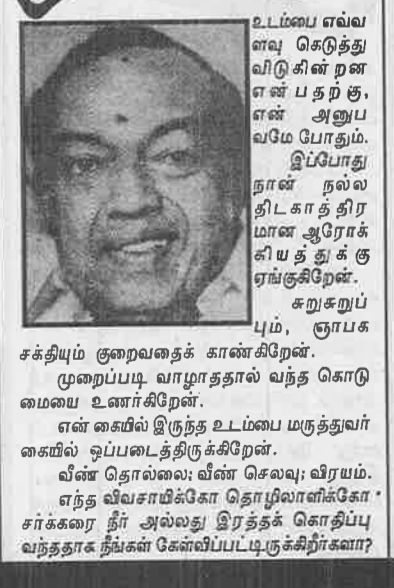 உடம்பை எவ்வ
ளவு கெடுத்து
விடுகின்றன
என்பதற்கு,
என் அனுப
வமே போதும்.
இப்போது
நான் நல்ல
திடகாத்திர
மான ஆரோக்
கியத்துக்கு
ஏங்குகிறேன்.
சுறுசுறுப்
பும், ஞாபக
சக்தியும் குறைவதைக் காண்கிறேன்.
முறைப்படி வாழாததால் வந்த கொடு
மையை உணர்கிறேன்.
என் கையில் இருந்த உடம்பை மருத்துவர்
கையில் ஒப்படைத்திருக்கிறேன்.
வீண் தொல்லை; வீண் செலவு; விரயம்.
எந்த விவசாயிக்கோ தொழிலாளிக்கோ
சர்க்கரை நீர் அல்லது இரத்தக் கொதிப்பு
வந்ததாக நீங்கள் கேள்விப்பட்டிருக்கிறீர்களா?